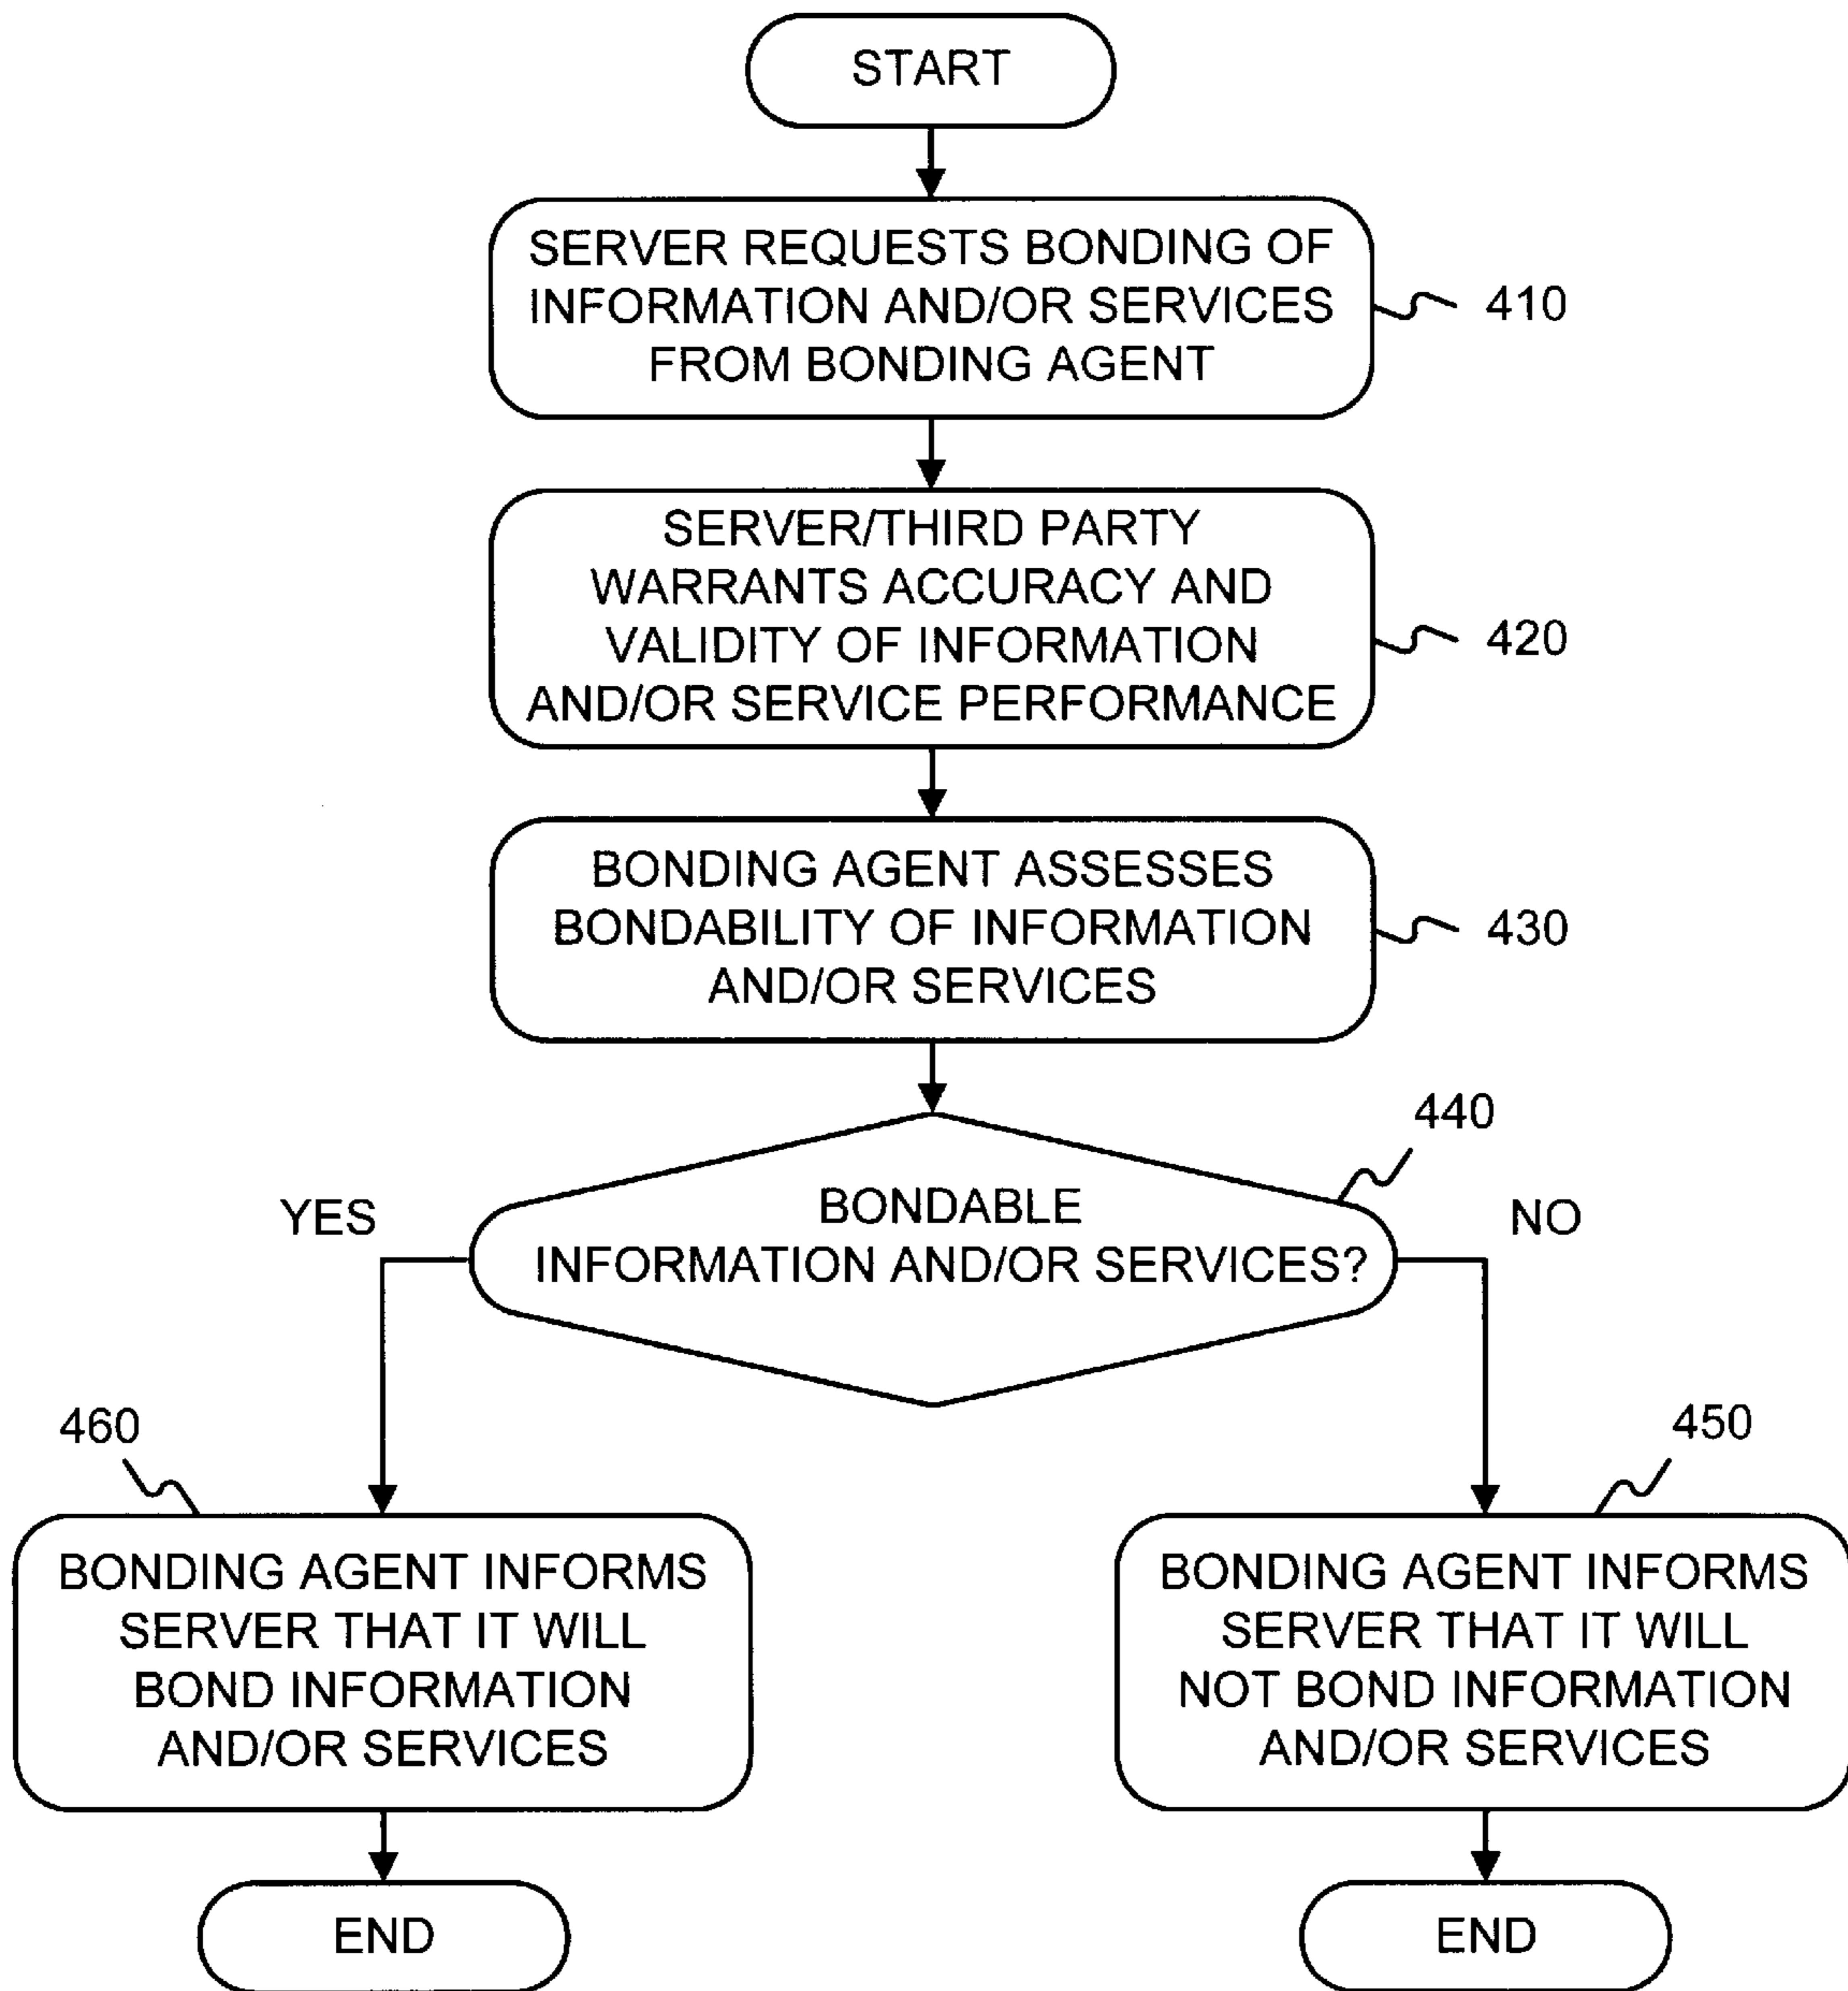 START
SERVER REQUESTS BONDING OF
INFORMATION AND/OR SERVICES
FROM BONDING AGENT
410
SERVER/THIRD PARTY
WARRANTS ACCURACY AND
VALIDITY OF INFORMATION
AND/OR SERVICE PERFORMANCE
420
BONDING AGENT ASSESSES
BONDABILITY OF INFORMATION
AND/OR SERVICES
430
440
YES
BONDABLE
INFORMATION AND/OR SERVICES?
NO
460
BONDING AGENT INFORMS
SERVER THAT IT WILL
BOND INFORMATION
AND/OR SERVICES
450
BONDING AGENT INFORMS
SERVER THAT IT WILL
NOT BOND INFORMATION
AND/OR SERVICES
END
END